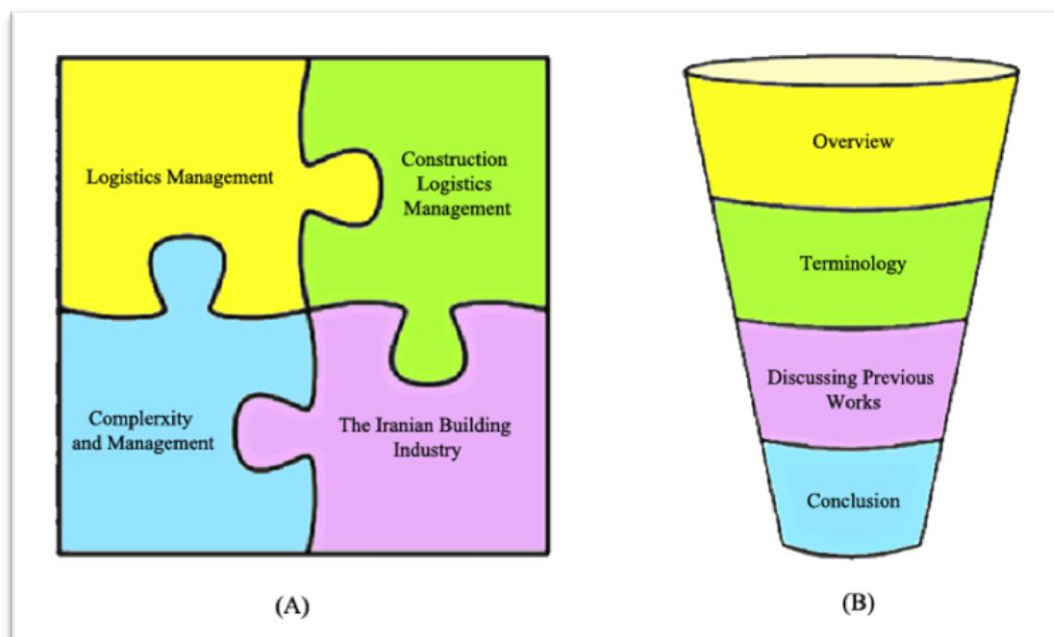 Logistics Management
Construction
Logistics
Management
Complerxity
and Management
The Iranian Building
Industry
(A)
Overview
Terminology
Discussing Previous
Works
Conclusion
(B)